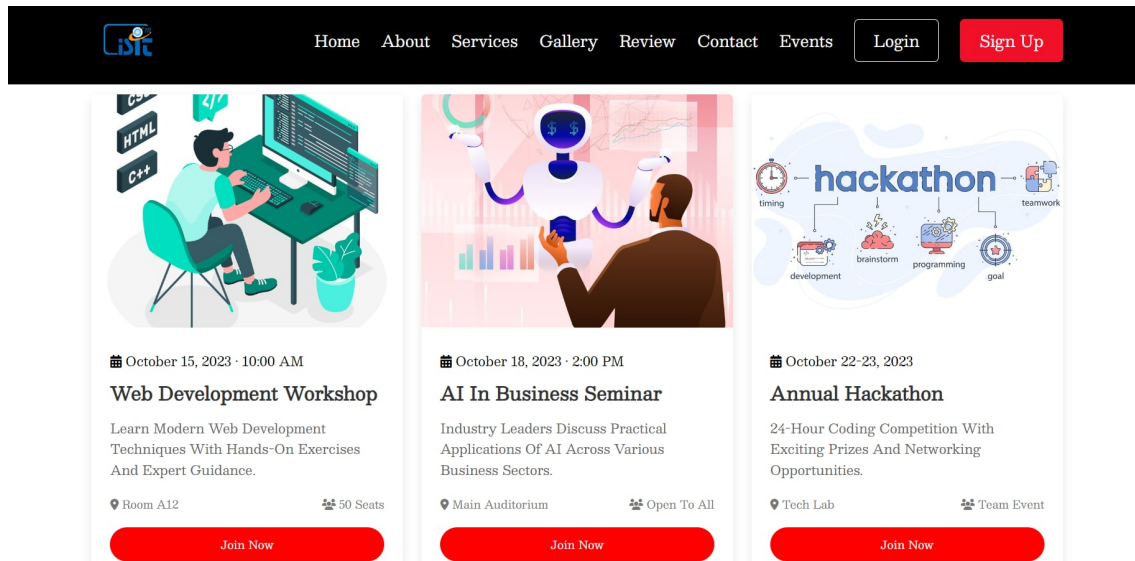 isit
Home About Services Gallery Review Contact Events Login Sign Up
CSS
</>
HTML
C++
$ $
hackathon
timing
teamwork
development
brainstorm
programming
goal
October 15, 2023 · 10:00 AM
Web Development Workshop
Learn Modern Web Development
Techniques With Hands-On Exercises
And Expert Guidance.
Room A12 50 Seats
Join Now
October 18, 2023 · 2:00 PM
AI In Business Seminar
Industry Leaders Discuss Practical
Applications Of AI Across Various
Business Sectors.
Main Auditorium Open To All
Join Now
October 22-23, 2023
Annual Hackathon
24-Hour Coding Competition With
Exciting Prizes And Networking
Opportunities.
Tech Lab Team Event
Join Now